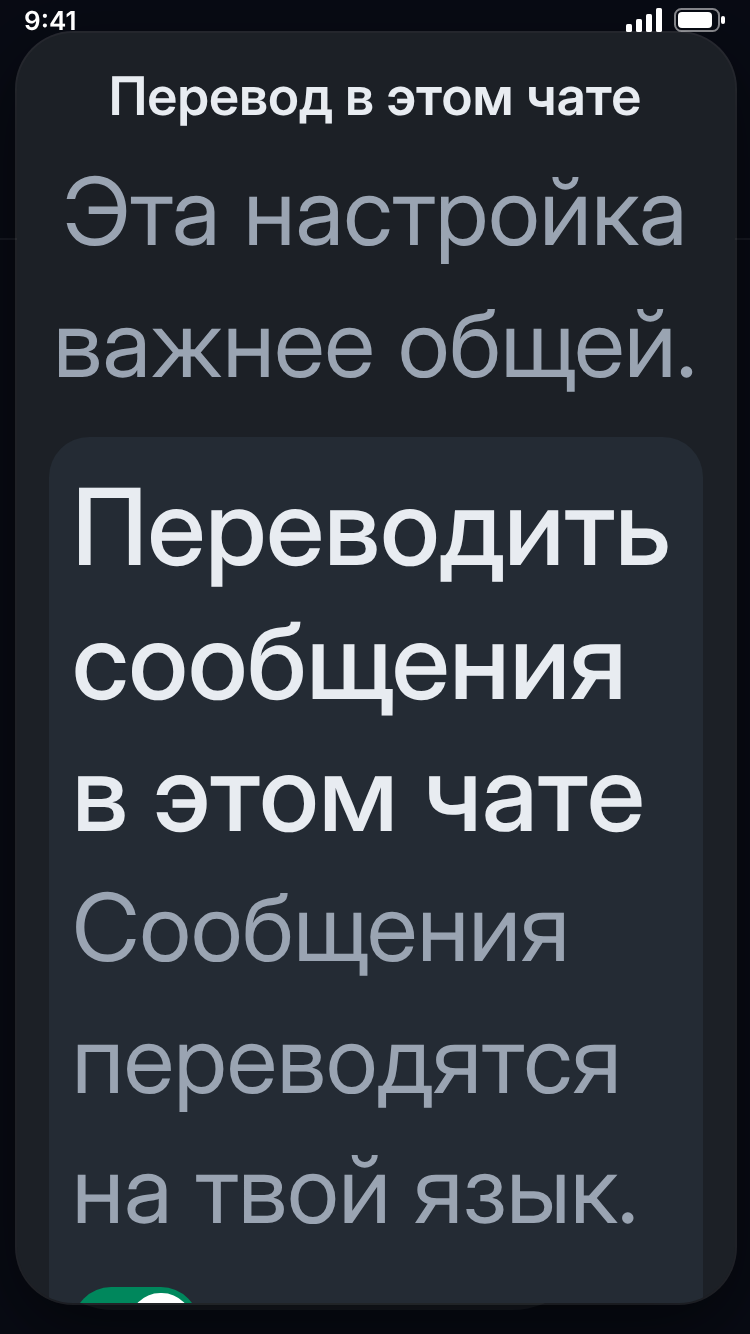 9:41
Перевод в этом чате
Эта настройка
важнее общей.
Переводить
сообщения
в этом чате
Сообщения
переводятся
на твой язык.